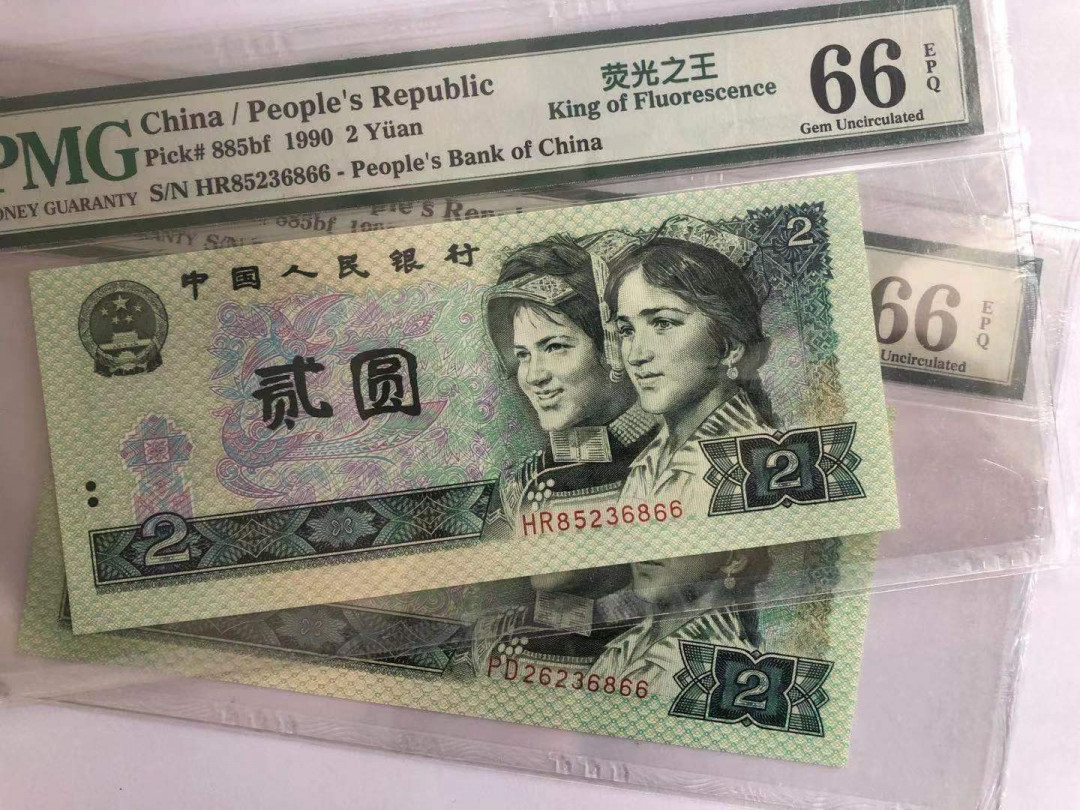 PMG
China / People's Republic
Pick# 885bf 1990 2 Yüan
S/N HR85236866 - People's Bank of China
荧光之王
King of Fluorescence
66
EPQ
Gem Uncirculated
GUARANTY
885bf
中国人民银行
2
贰圆
2
HR85236866
2
66
EPQ
Uncirculated
PD26236866
2